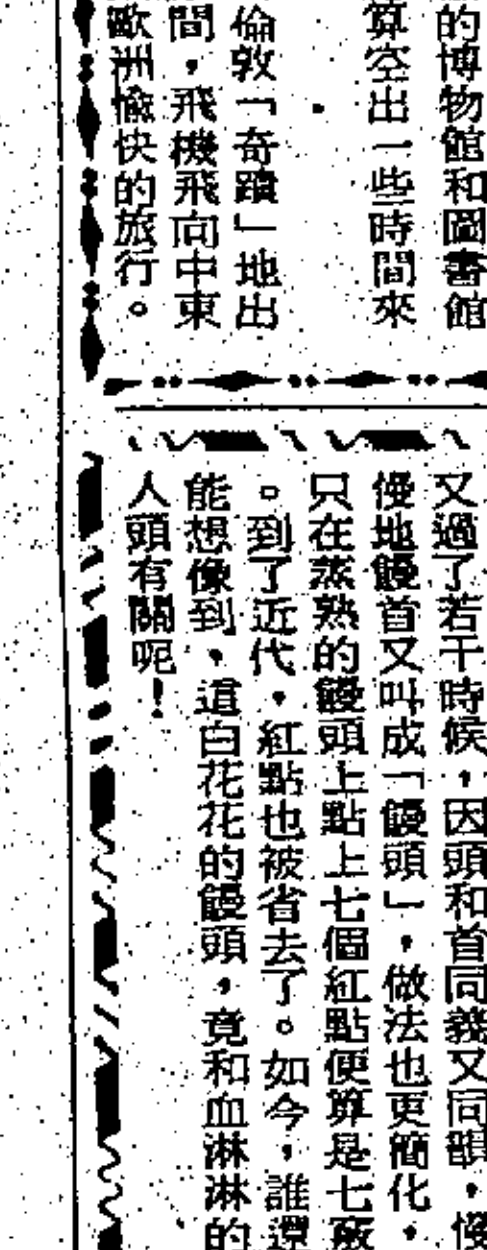 的博物館和圖書館
算空出一些時間來
倫敦「奇蹟」地出
間，飛機飛向中東
歐洲愉快的旅行。
又過了若干時候，因頭和首同義又同韻，慢
慢地饅首又叫成「饅頭」，做法也更簡化，
只在蒸熟的饅頭上點上七個紅點便算是七竅
。到了近代，紅點也被省去了。如今，誰還
能想像到，這白花花的饅頭，竟和血淋淋的
人頭有關呢！